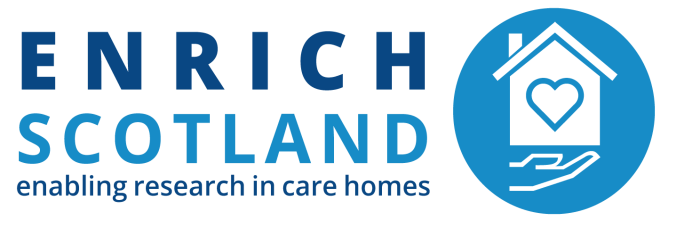 ENRICH
SCOTLAND
enabling research in care homes